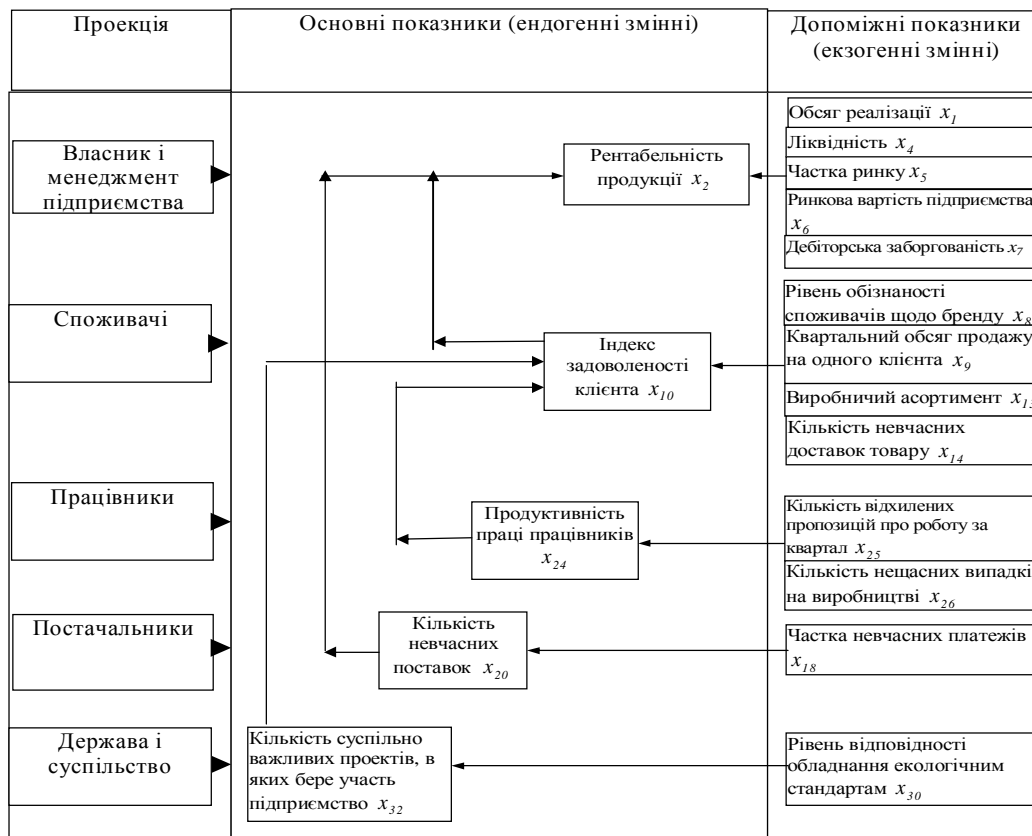 Проекція
Основні показники (ендогенні змінні)
Допоміжні показники
(екзогенні змінні)
Власник і
менеджмент
підприємства
Рентабельність
продукції x2
Обсяг реалізації x1
Ліквідність x4
Частка ринку x5
Ринкова вартість підприємства
x6
Дебіторська заборгованість x7
Споживачі
Індекс
задоволеності
клієнта x10
Рівень обізнаності
споживачів щодо бренду x8
Квартальний обсяг продажу
на одного клієнта x9
Виробничий асортимент x13
Кількість невчасних
доставок товару x14
Працівники
Продуктивність
праці працівників
x24
Кількість відхилених
пропозицій про роботу за
квартал x25
Кількість нещасних випадкі
на виробництві x26
Постачальники
Кількість
невчасних
поставок x20
Частка невчасних платежів
x18
Держава і
суспільство
Кількість суспільно
важливих проектів, в
яких бере участь
підприємство x32
Рівень відповідності
обладнання екологічним
стандартам x30